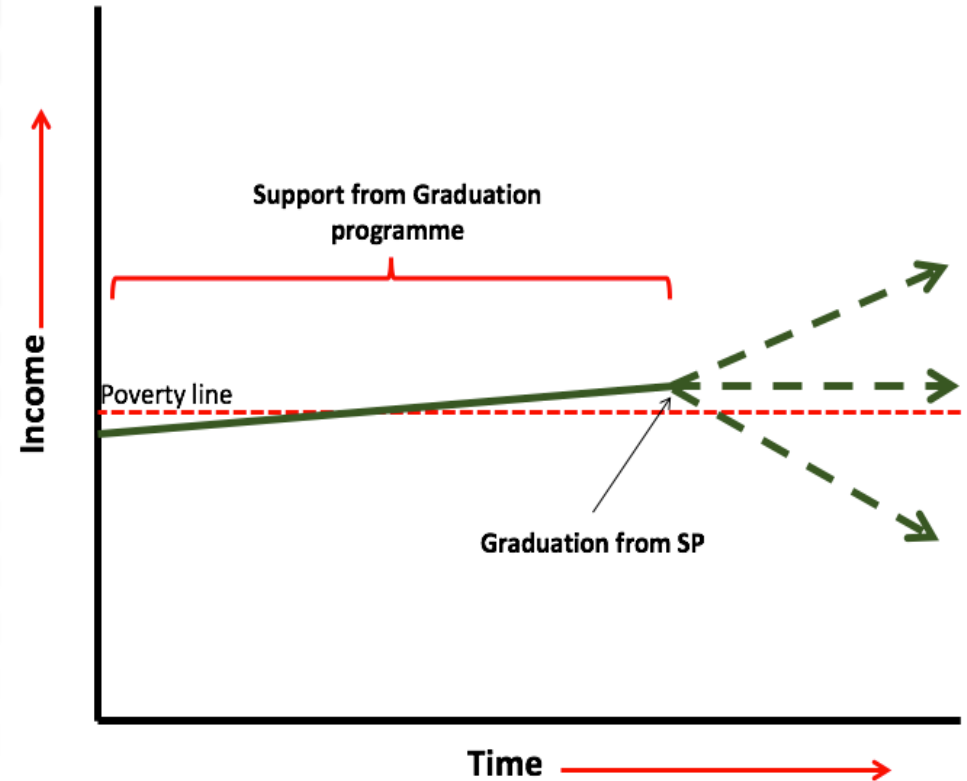 Support from Graduation
programme
Poverty line
Income
Graduation from SP
Time